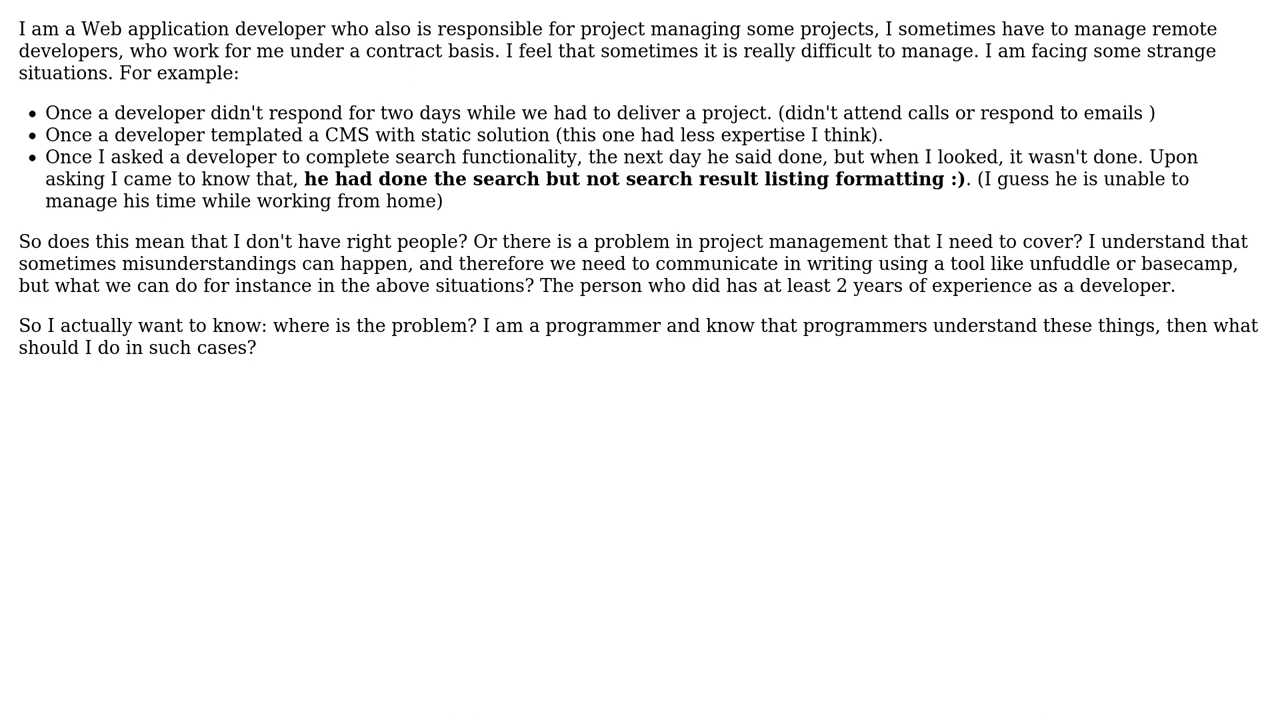 I am a Web application developer who also is responsible for project managing some projects, I sometimes have to manage remote
developers, who work for me under a contract basis. I feel that sometimes it is really difficult to manage. I am facing some strange
situations. For example:
• Once a developer didn't respond for two days while we had to deliver a project. (didn't attend calls or respond to emails )
• Once a developer templated a CMS with static solution (this one had less expertise I think).
• Once I asked a developer to complete search functionality, the next day he said done, but when I looked, it wasn't done. Upon
asking I came to know that, he had done the search but not search result listing formatting :). (I guess he is unable to
manage his time while working from home)
So does this mean that I don't have right people? Or there is a problem in project management that I need to cover? I understand that
sometimes misunderstandings can happen, and therefore we need to communicate in writing using a tool like unfuddle or basecamp,
but what we can do for instance in the above situations? The person who did has at least 2 years of experience as a developer.
So I actually want to know: where is the problem? I am a programmer and know that programmers understand these things, then what
should I do in such cases?